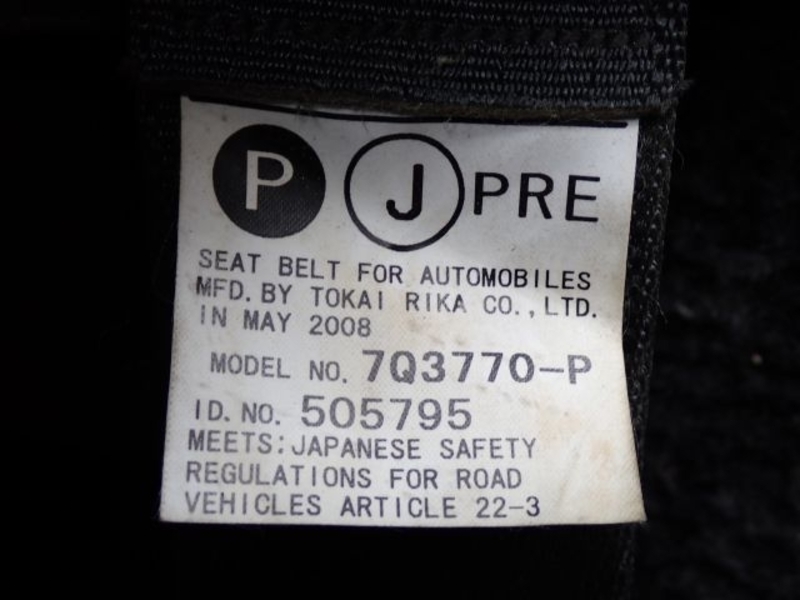 P J PRE
SEAT BELT FOR AUTOMOBILES
MFD. BY TOKAI RIKA CO., LTD.
IN MAY 2008
MODEL NO. 7Q3770-P
ID. NO. 505795
MEETS: JAPANESE SAFETY
REGULATIONS FOR ROAD
VEHICLES ARTICLE 22-3